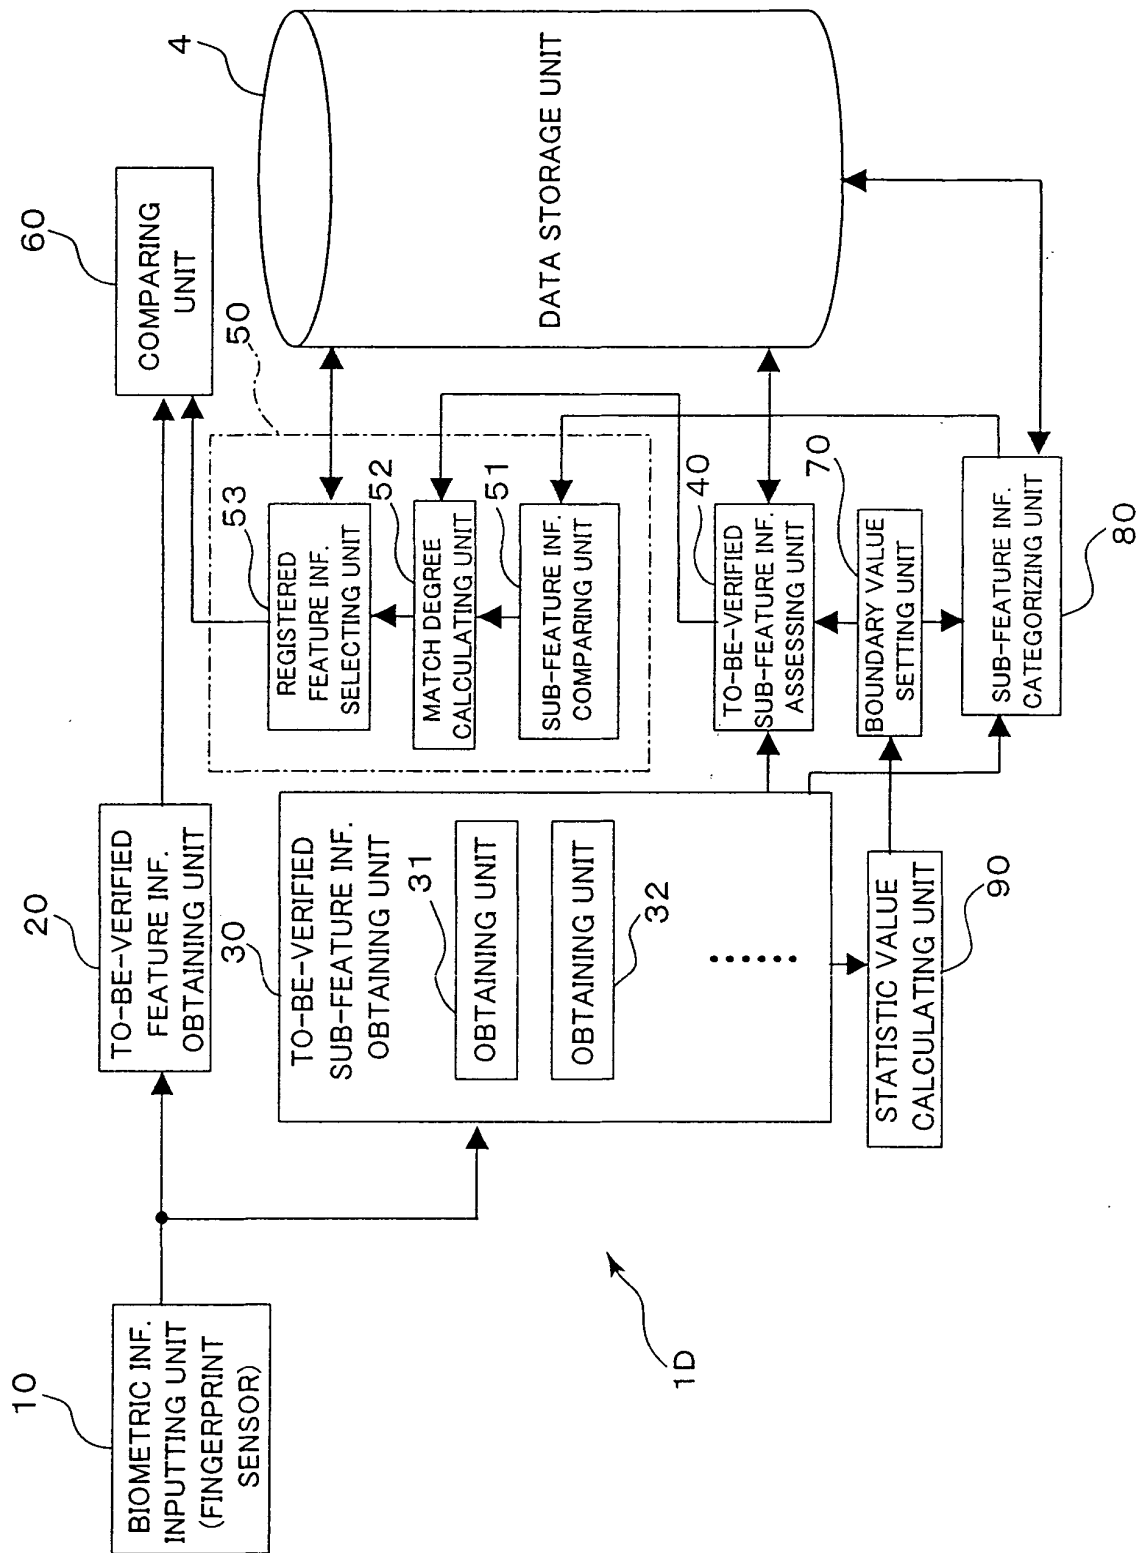 10
BIOMETRIC INF.
INPUTTING UNIT
(FINGERPRINT
SENSOR)
20
TO-BE-VERIFIED
FEATURE INF.
OBTAINING UNIT
60
COMPARING
UNIT
30
TO-BE-VERIFIED
SUB-FEATURE INF.
OBTAINING UNIT
31
OBTAINING UNIT
32
OBTAINING UNIT
50
53
REGISTERED
FEATURE INF.
SELECTING UNIT
52
MATCH DEGREE
CALCULATING UNIT
51
SUB-FEATURE INF.
COMPARING UNIT
40
TO-BE-VERIFIED
SUB-FEATURE INF.
ASSESSING UNIT
70
BOUNDARY VALUE
SETTING UNIT
SUB-FEATURE INF.
CATEGORIZING UNIT
80
STATISTIC VALUE
CALCULATING UNIT
90
4
DATA STORAGE UNIT
1D